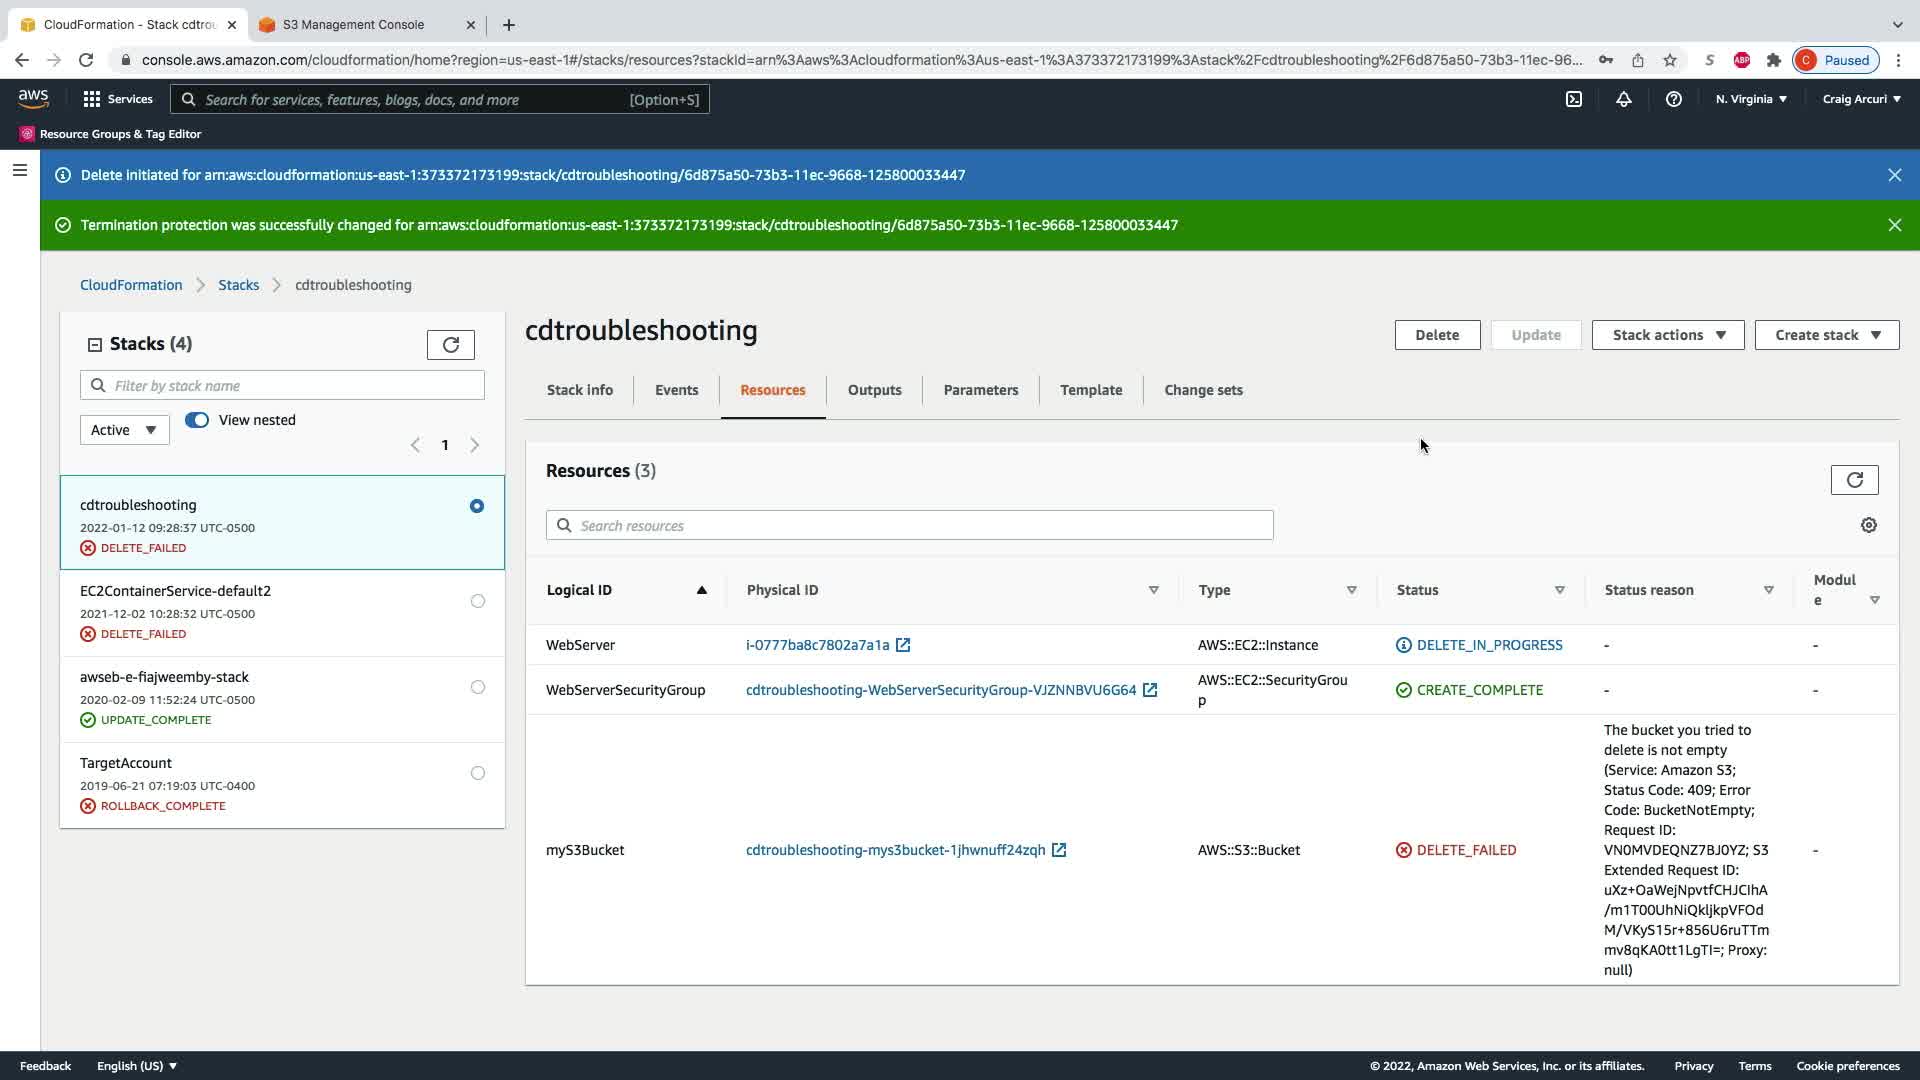 CloudFormation - Stack cdtrou
S3 Management Console
console.aws.amazon.com/cloudformation/home?region=us-east-1#/stacks/resources?stackId=arn%3Aaws%3Acloudformation%3Aus-east-1%3A373372173199%3Astack%2Fcdtroubleshooting%2F6d875a50-73b3-11ec-96...
S
ABP
C Paused
aws
Services
Search for services, features, blogs, docs, and more [Option+S]
N. Virginia
Craig Arcuri
Resource Groups & Tag Editor
Delete initiated for arn:aws:cloudformation:us-east-1:373372173199:stack/cdtroubleshooting/6d875a50-73b3-11ec-9668-125800033447
Termination protection was successfully changed for arn:aws:cloudformation:us-east-1:373372173199:stack/cdtroubleshooting/6d875a50-73b3-11ec-9668-125800033447
CloudFormation > Stacks > cdtroubleshooting
Stacks (4)
Filter by stack name
Active
View nested
1
cdtroubleshooting
2022-01-12 09:28:37 UTC-0500
DELETE_FAILED
EC2ContainerService-default2
2021-12-02 10:28:32 UTC-0500
DELETE_FAILED
awseb-e-fiajweemby-stack
2020-02-09 11:52:24 UTC-0500
UPDATE_COMPLETE
TargetAccount
2019-06-21 07:19:03 UTC-0400
ROLLBACK_COMPLETE
cdtroubleshooting
Delete
Update
Stack actions
Create stack
Stack info
Events
Resources
Outputs
Parameters
Template
Change sets
Resources (3)
Search resources
Logical ID
Physical ID
Type
Status
Status reason
Modul
e
WebServer
i-0777ba8c7802a7a1a
AWS::EC2::Instance
DELETE_IN_PROGRESS
-
-
WebServerSecurityGroup
cdtroubleshooting-WebServerSecurityGroup-VJZNNBVU6G64
AWS::EC2::SecurityGrou
p
CREATE_COMPLETE
-
-
myS3Bucket
cdtroubleshooting-mys3bucket-1jhwnuff24zqh
AWS::S3::Bucket
DELETE_FAILED
The bucket you tried to
delete is not empty
(Service: Amazon S3;
Status Code: 409; Error
Code: BucketNotEmpty;
Request ID:
VN0MVDEQNZ7BJ0YZ; S3
Extended Request ID:
uXz+OaWejNpvtfCHJCIhA
/m1T00UhNiQkljkpVFOd
M/VKyS15r+856U6ruTTm
mv8qKA0tt1LgTI=; Proxy:
null)
-
Feedback
English (US)
© 2022, Amazon Web Services, Inc. or its affiliates.
Privacy
Terms
Cookie preferences